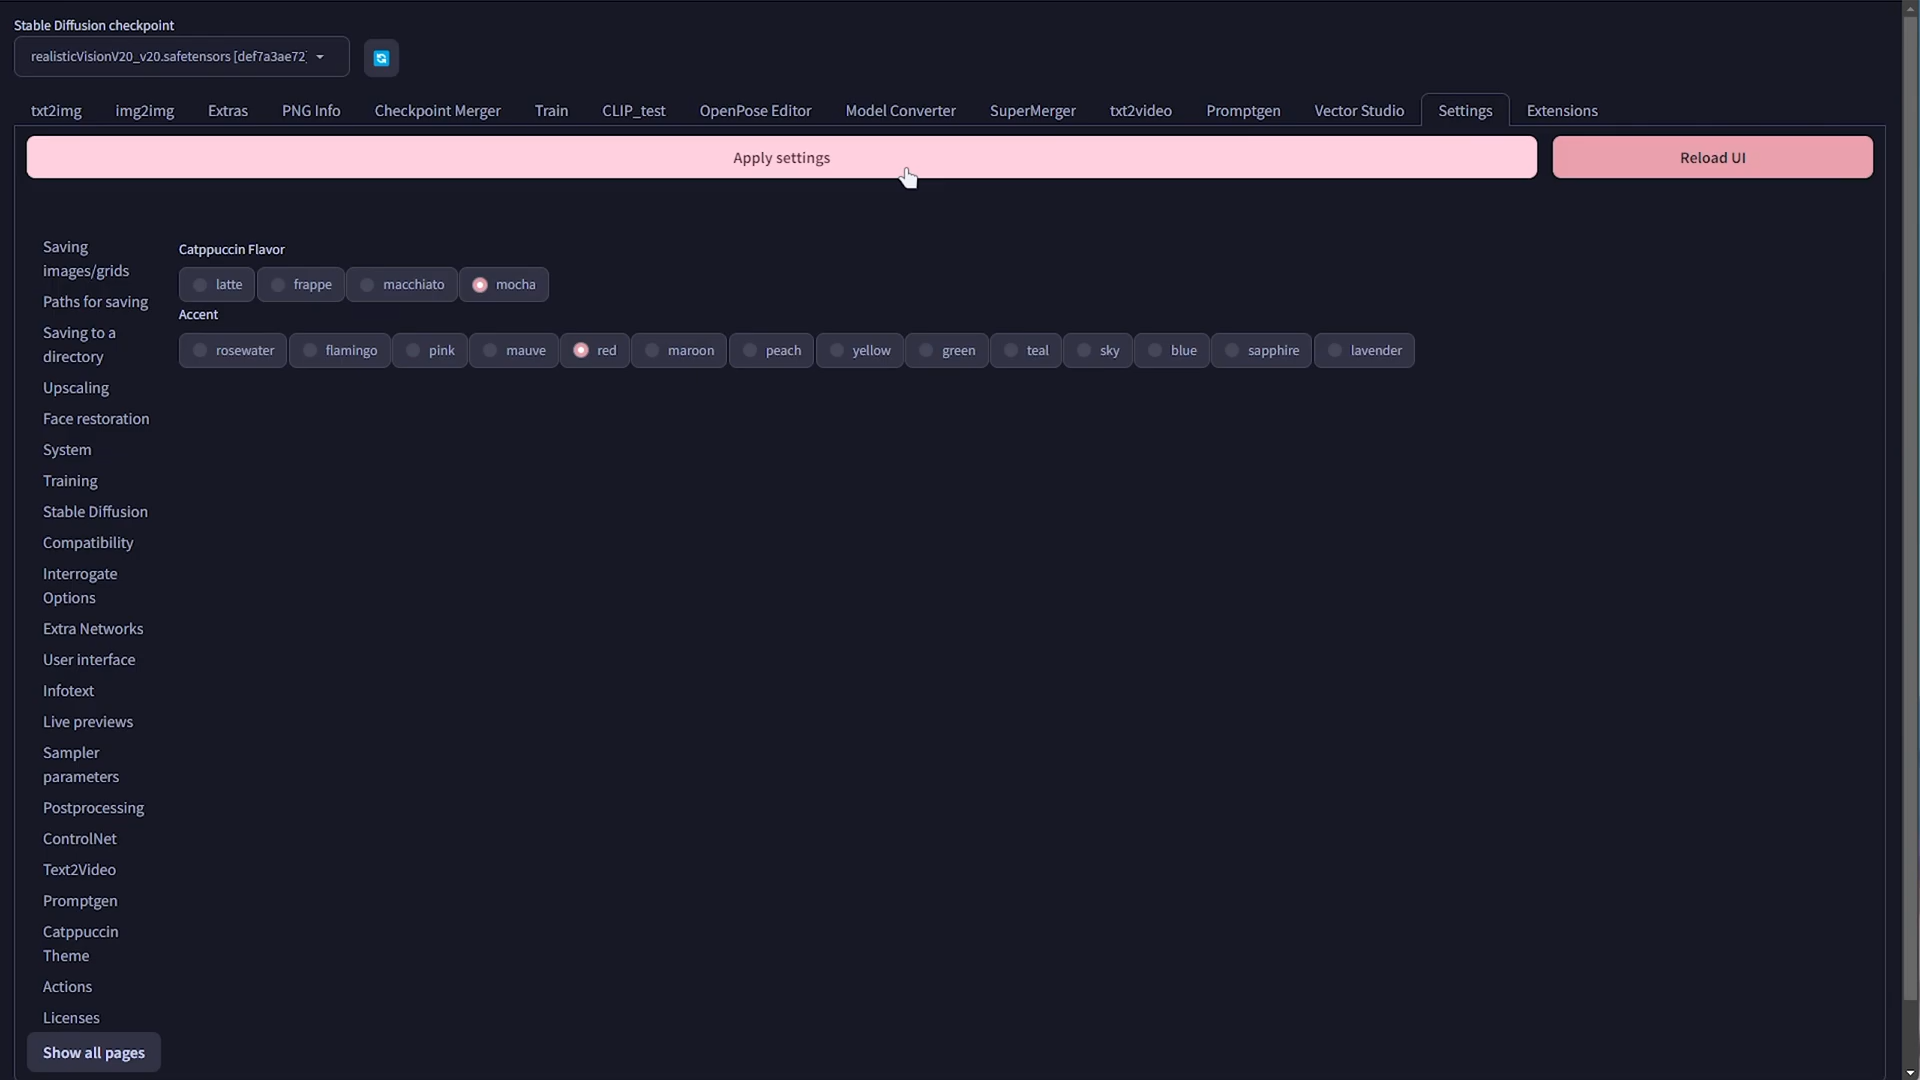 Stable Diffusion checkpoint
realisticVisionV20_v20.safetensors [def7a3ae72]
txt2img img2img Extras PNG Info Checkpoint Merger Train CLIP_test OpenPose Editor Model Converter SuperMerger txt2video Promptgen Vector Studio Settings Extensions
Apply settings Reload UI
Saving
images/grids
Paths for saving
Saving to a
directory
Upscaling
Face restoration
System
Training
Stable Diffusion
Compatibility
Interrogate
Options
Extra Networks
User interface
Infotext
Live previews
Sampler
parameters
Postprocessing
ControlNet
Text2Video
Promptgen
Catppuccin
Theme
Actions
Licenses
Show all pages
Catppuccin Flavor
latte frappe macchiato mocha
Accent
rosewater flamingo pink mauve red maroon peach yellow green teal sky blue sapphire lavender